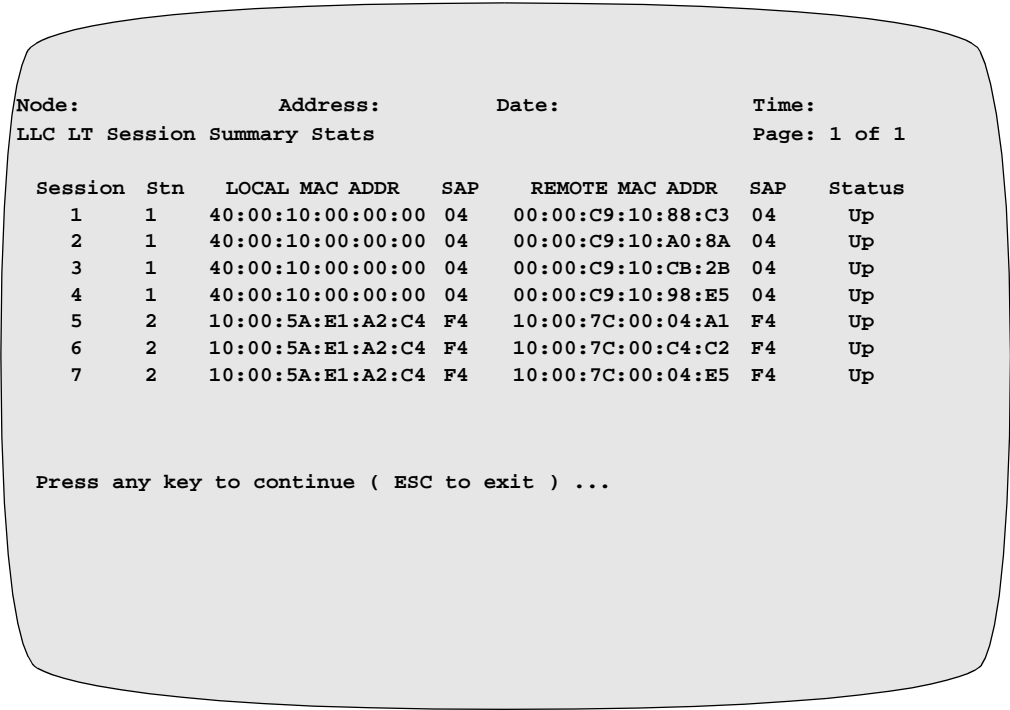 Node: Address: Date: Time:
LLC LT Session Summary Stats Page: 1 of 1
Session Stn LOCAL MAC ADDR SAP REMOTE MAC ADDR SAP Status
1 1 40:00:10:00:00:00 04 00:00:C9:10:88:C3 04 Up
2 1 40:00:10:00:00:00 04 00:00:C9:10:A0:8A 04 Up
3 1 40:00:10:00:00:00 04 00:00:C9:10:CB:2B 04 Up
4 1 40:00:10:00:00:00 04 00:00:C9:10:98:E5 04 Up
5 2 10:00:5A:E1:A2:C4 F4 10:00:7C:00:04:A1 F4 Up
6 2 10:00:5A:E1:A2:C4 F4 10:00:7C:00:C4:C2 F4 Up
7 2 10:00:5A:E1:A2:C4 F4 10:00:7C:00:04:E5 F4 Up
Press any key to continue ( ESC to exit ) ...